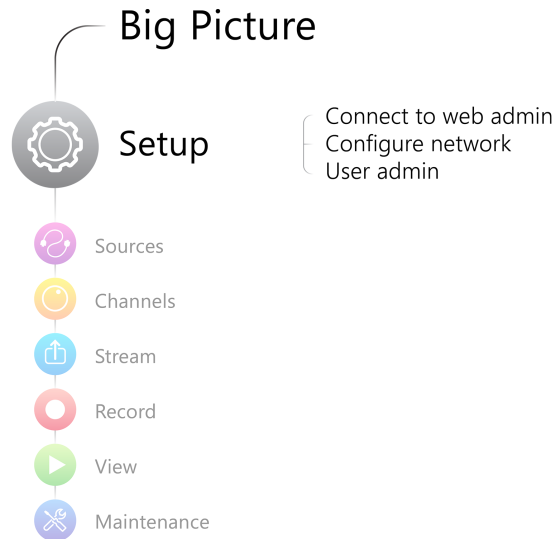 Big Picture
Setup
Connect to web admin
Configure network
User admin
Sources
Channels
Stream
Record
View
Maintenance